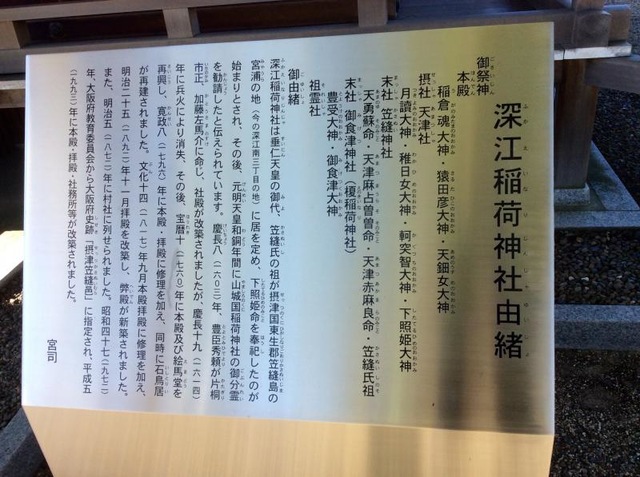 深江稲荷神社由緒
御祭神
本殿
稲倉魂大神・猿田彦大神・天鈿女大神
摂社 天津社
月讀大神・稚日女大神・軻突智大神・下照姫大神
末社 笠縫神社
天勇蘇命・天津麻占曽曽命・天津赤麻良命・笠縫氏祖
末社 御食津神社（榎稲荷神社）
豊受大神・御食津大神
祖霊社
御由緒
深江稲荷神社は垂仁天皇の御代、笠縫氏の祖が摂津国東生郡笠縫島の
宮浦の地（今の深江南三丁目の地）に居を定め、下照姫命を奉祀したのが
始まりとされ、その後、元明天皇和銅年間に山城国稲荷神社の御分霊
を勧請したと伝えられています。慶長八（一六〇三）年、豊臣秀頼が片桐
市正、加藤左馬介に命じ、社殿が改築されましたが、慶長十九（一六一四）
年に兵火により消失、その後、宝暦十（一七六〇）年に本殿及び絵馬堂を
再興し、寛政八（一七九六）年に本殿・拝殿に修理を加え、同時に石鳥居
が再建されました。文化十四（一八一七）年九月本殿拝殿に修理を加え、
明治二十五（一八九二）年十一月拝殿を改築し、弊殿が新築されました。
また、明治五（一八七二）年に村社に列せられました。昭和四十七（一九七二）
年、大阪府教育委員会から大阪府史跡「摂津笠縫邑」に指定され、平成五
（一九九三）年に本殿・拝殿・社務所等が改築されました。
宮司